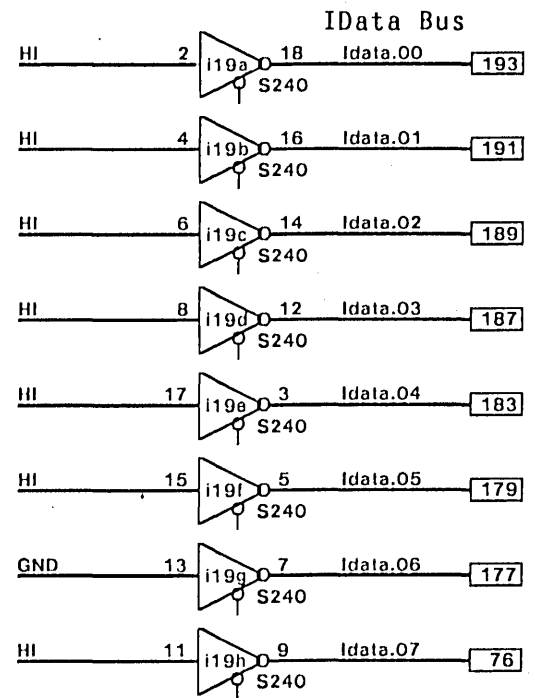 IData Bus
HI 2 i19a 18 Idata.00 193
S240
HI 4 i19b 16 Idata.01 191
S240
HI 6 i19c 14 Idata.02 189
S240
HI 8 i19d 12 Idata.03 187
S240
HI 17 i19e 3 Idata.04 183
S240
HI 15 i19f 5 Idata.05 179
S240
GND 13 i19g 7 Idata.06 177
S240
HI 11 i19h 9 Idata.07 76
S240